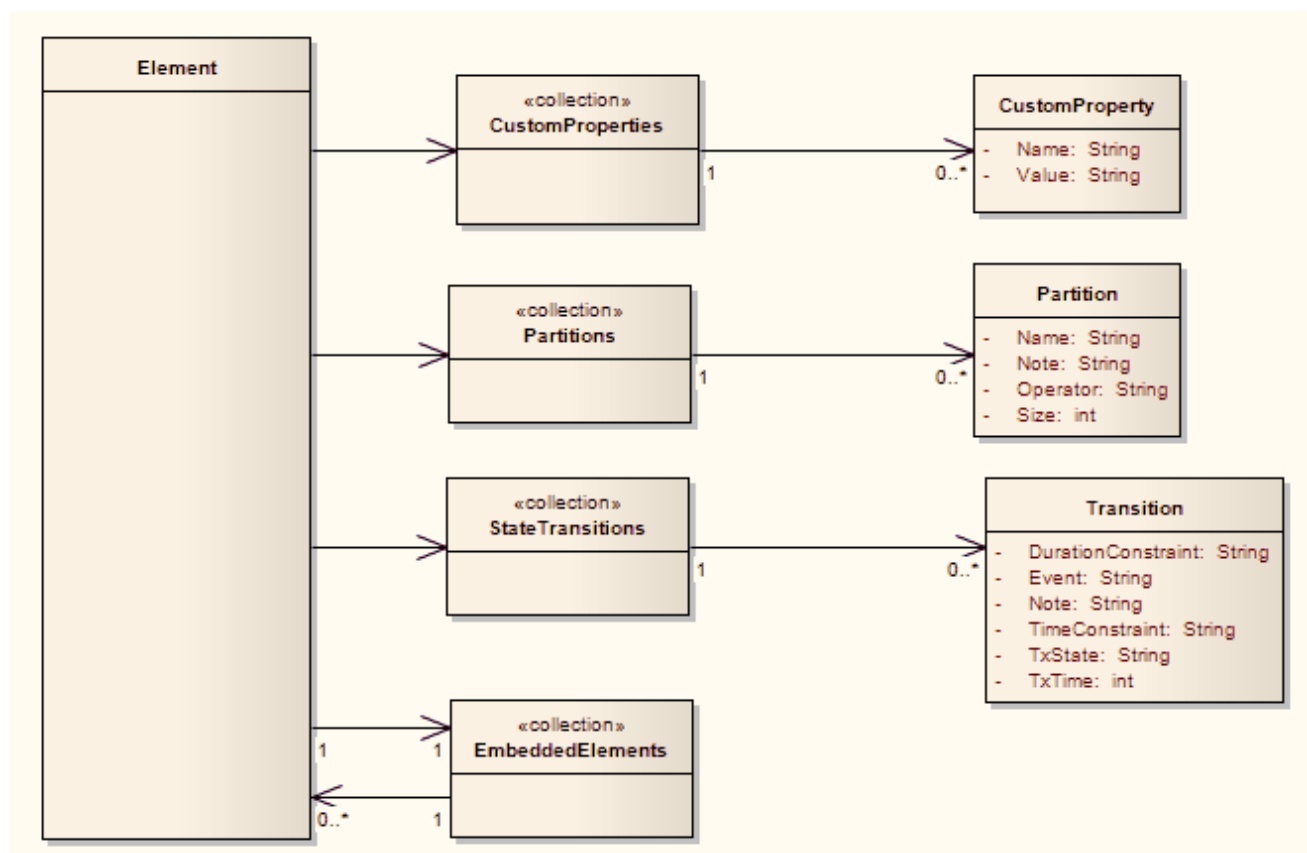 Element
«collection»
CustomProperties
1
0..*
CustomProperty
- Name: String
- Value: String
«collection»
Partitions
1
0..*
Partition
- Name: String
- Note: String
- Operator: String
- Size: int
«collection»
StateTransitions
1
0..*
Transition
- DurationConstraint: String
- Event: String
- Note: String
- TimeConstraint: String
- TxState: String
- TxTime: int
«collection»
EmbeddedElements
1 1
0..* 1